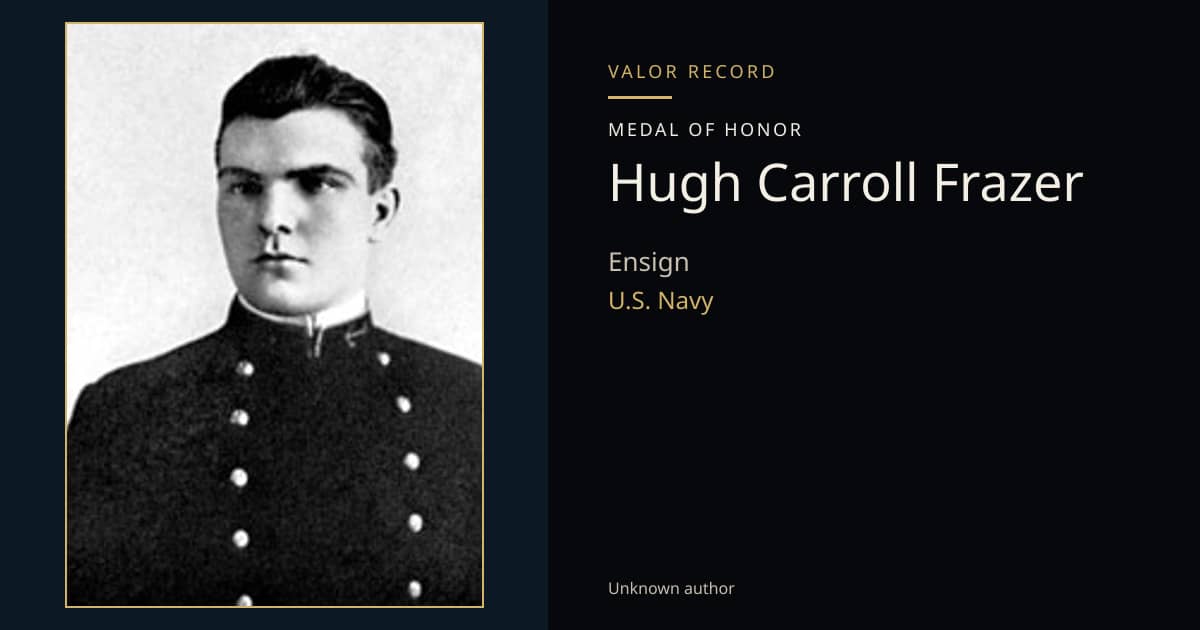 VALOR RECORD
MEDAL OF HONOR
Hugh Carroll Frazer
Ensign
U.S. Navy
Unknown author